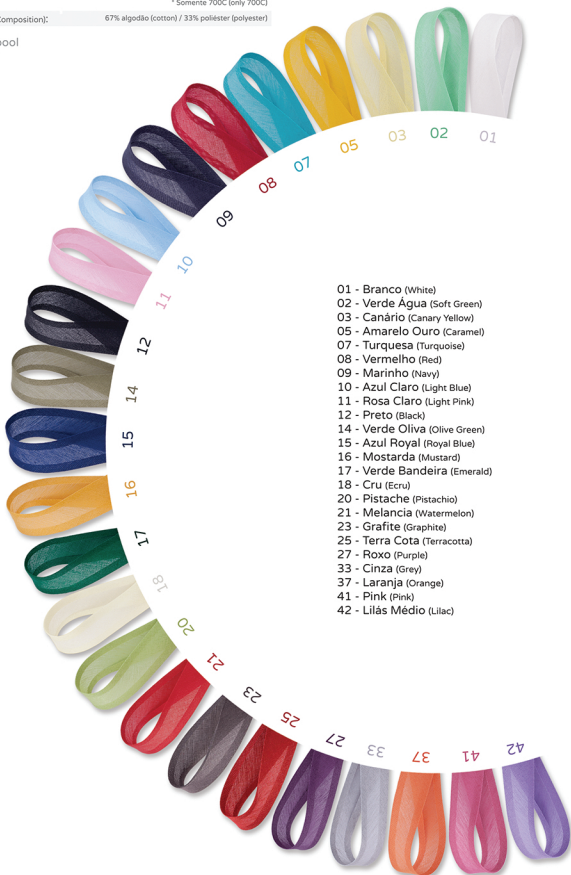 * Somente 700C (only 700C)
Composition): 67% algodão (cotton) / 33% poliéster (polyester)
pool
01
02
03
05
07
08
09
10
11
12
14
15
16
17
18
20
21
23
25
27
33
37
41
42
01 - Branco (White)
02 - Verde Água (Soft Green)
03 - Canário (Canary Yellow)
05 - Amarelo Ouro (Caramel)
07 - Turquesa (Turquoise)
08 - Vermelho (Red)
09 - Marinho (Navy)
10 - Azul Claro (Light Blue)
11 - Rosa Claro (Light Pink)
12 - Preto (Black)
14 - Verde Oliva (Olive Green)
15 - Azul Royal (Royal Blue)
16 - Mostarda (Mustard)
17 - Verde Bandeira (Emerald)
18 - Cru (Ecru)
20 - Pistache (Pistachio)
21 - Melancia (Watermelon)
23 - Grafite (Graphite)
25 - Terra Cota (Terracotta)
27 - Roxo (Purple)
33 - Cinza (Grey)
37 - Laranja (Orange)
41 - Pink (Pink)
42 - Lilás Médio (Lilac)